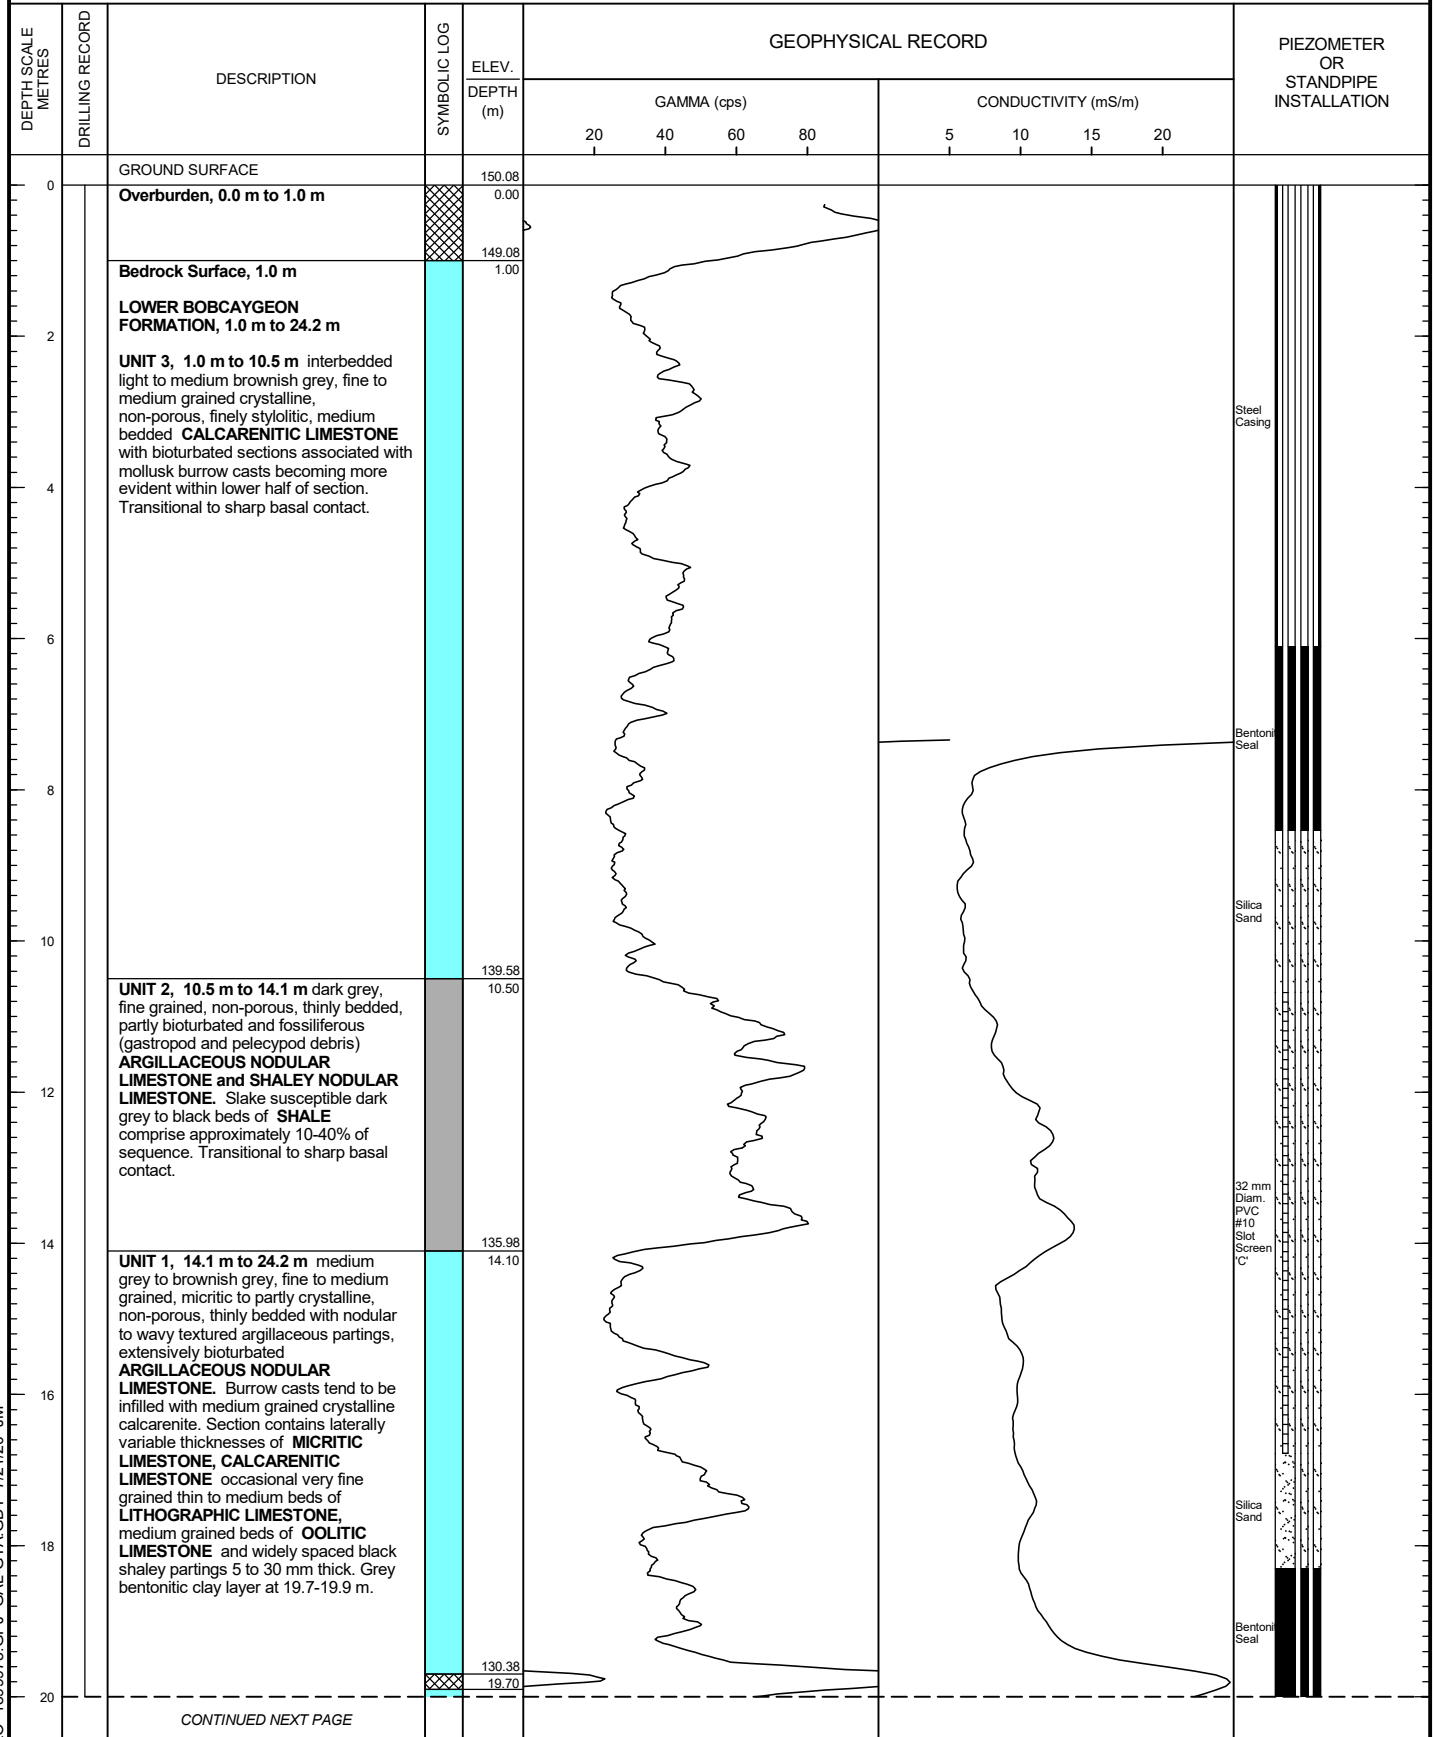 DEPTH SCALE
METRES
DRILLING RECORD
DESCRIPTION
SYMBOLIC LOG
ELEV.
DEPTH
(m)
GEOPHYSICAL RECORD
GAMMA (cps)
20 40 60 80
CONDUCTIVITY (mS/m)
5 10 15 20
PIEZOMETER
OR
STANDPIPE
INSTALLATION
GROUND SURFACE
150.08
0
Overburden, 0.0 m to 1.0 m
0.00
149.08
Bedrock Surface, 1.0 m
1.00
LOWER BOBCAYGEON
FORMATION, 1.0 m to 24.2 m
2
UNIT 3, 1.0 m to 10.5 m interbedded
light to medium brownish grey, fine to
medium grained crystalline,
non-porous, finely stylolitic, medium
bedded CALCARENITIC LIMESTONE
with bioturbated sections associated with
mollusk burrow casts becoming more
evident within lower half of section.
Transitional to sharp basal contact.
Steel
Casing
4
6
Bentoni
Seal
8
Silica
Sand
10
139.58
10.50
UNIT 2, 10.5 m to 14.1 m dark grey,
fine grained, non-porous, thinly bedded,
partly bioturbated and fossiliferous
(gastropod and pelecypod debris)
ARGILLACEOUS NODULAR
LIMESTONE and SHALEY NODULAR
LIMESTONE. Slake susceptible dark
grey to black beds of SHALE
comprise approximately 10-40% of
sequence. Transitional to sharp basal
contact.
12
32 mm
Diam.
PVC
#10
Slot
Screen
'C'
14
135.98
14.10
UNIT 1, 14.1 m to 24.2 m medium
grey to brownish grey, fine to medium
grained, micritic to partly crystalline,
non-porous, thinly bedded with nodular
to wavy textured argillaceous partings,
extensively bioturbated
ARGILLACEOUS NODULAR
LIMESTONE. Burrow casts tend to be
infilled with medium grained crystalline
calcarenite. Section contains laterally
variable thicknesses of MICRITIC
LIMESTONE, CALCARENITIC
LIMESTONE occasional very fine
grained thin to medium beds of
LITHOGRAPHIC LIMESTONE,
medium grained beds of OOLITIC
LIMESTONE and widely spaced black
shaley partings 5 to 30 mm thick. Grey
bentonitic clay layer at 19.7-19.9 m.
16
Silica
Sand
18
Bentoni
Seal
130.38
19.70
20
CONTINUED NEXT PAGE